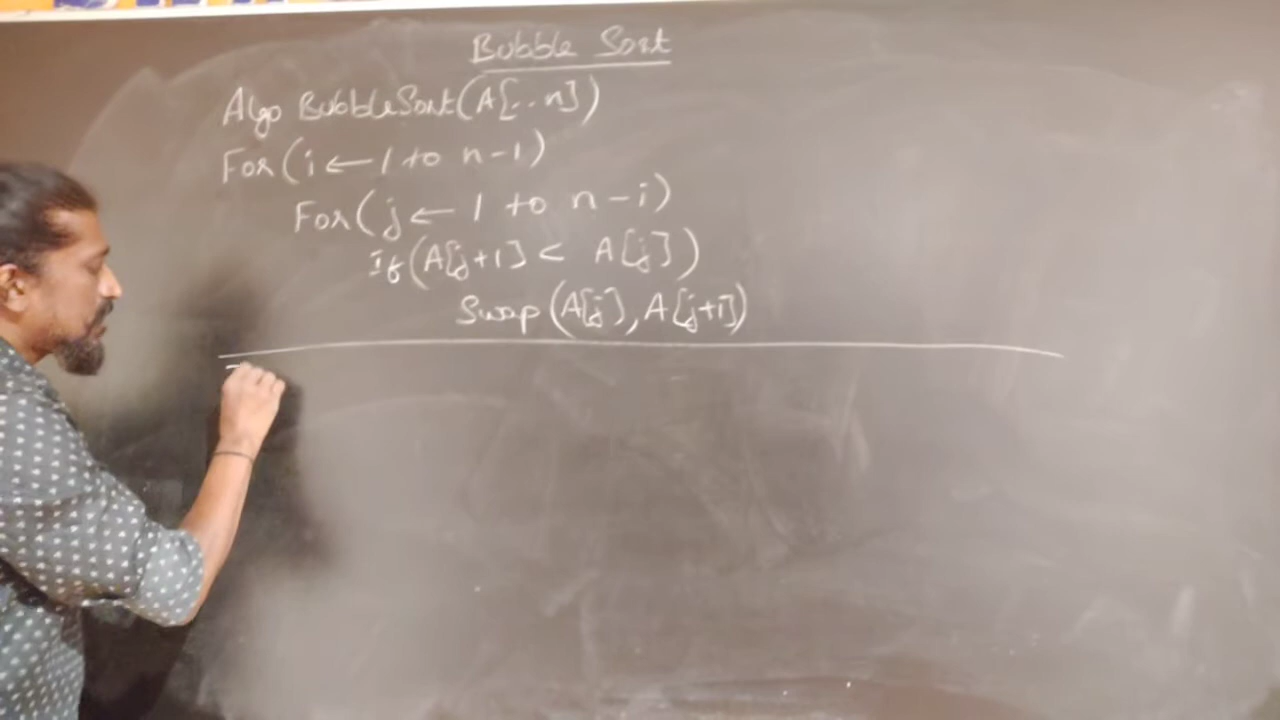 Bubble Sort
Algo BubbleSort(A[..n])
For(i ← 1 to n-1)
For(j ← 1 to n-i)
If(A[j+1] < A[j])
Swap(A[j], A[j+1])